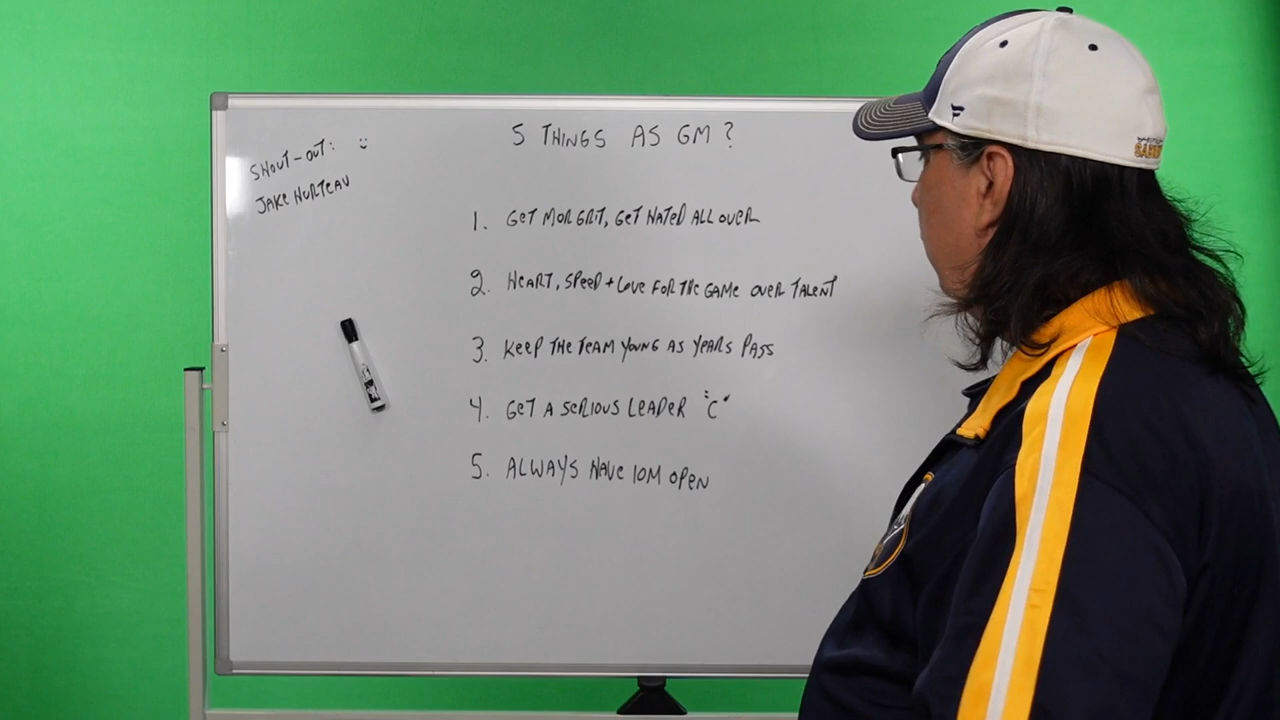 5 THINGS AS GM?
SHOUT-OUT: :)
JAKE HURTEAU
1. GET MOR GRIT, GET HATED ALL OVER
2. HEART, SPEED + LOVE FOR THE GAME OVER TALENT
3. KEEP THE TEAM YOUNG AS YEARS PASS
4. GET A SERIOUS LEADER "C"
5. ALWAYS HAVE 10M OPEN